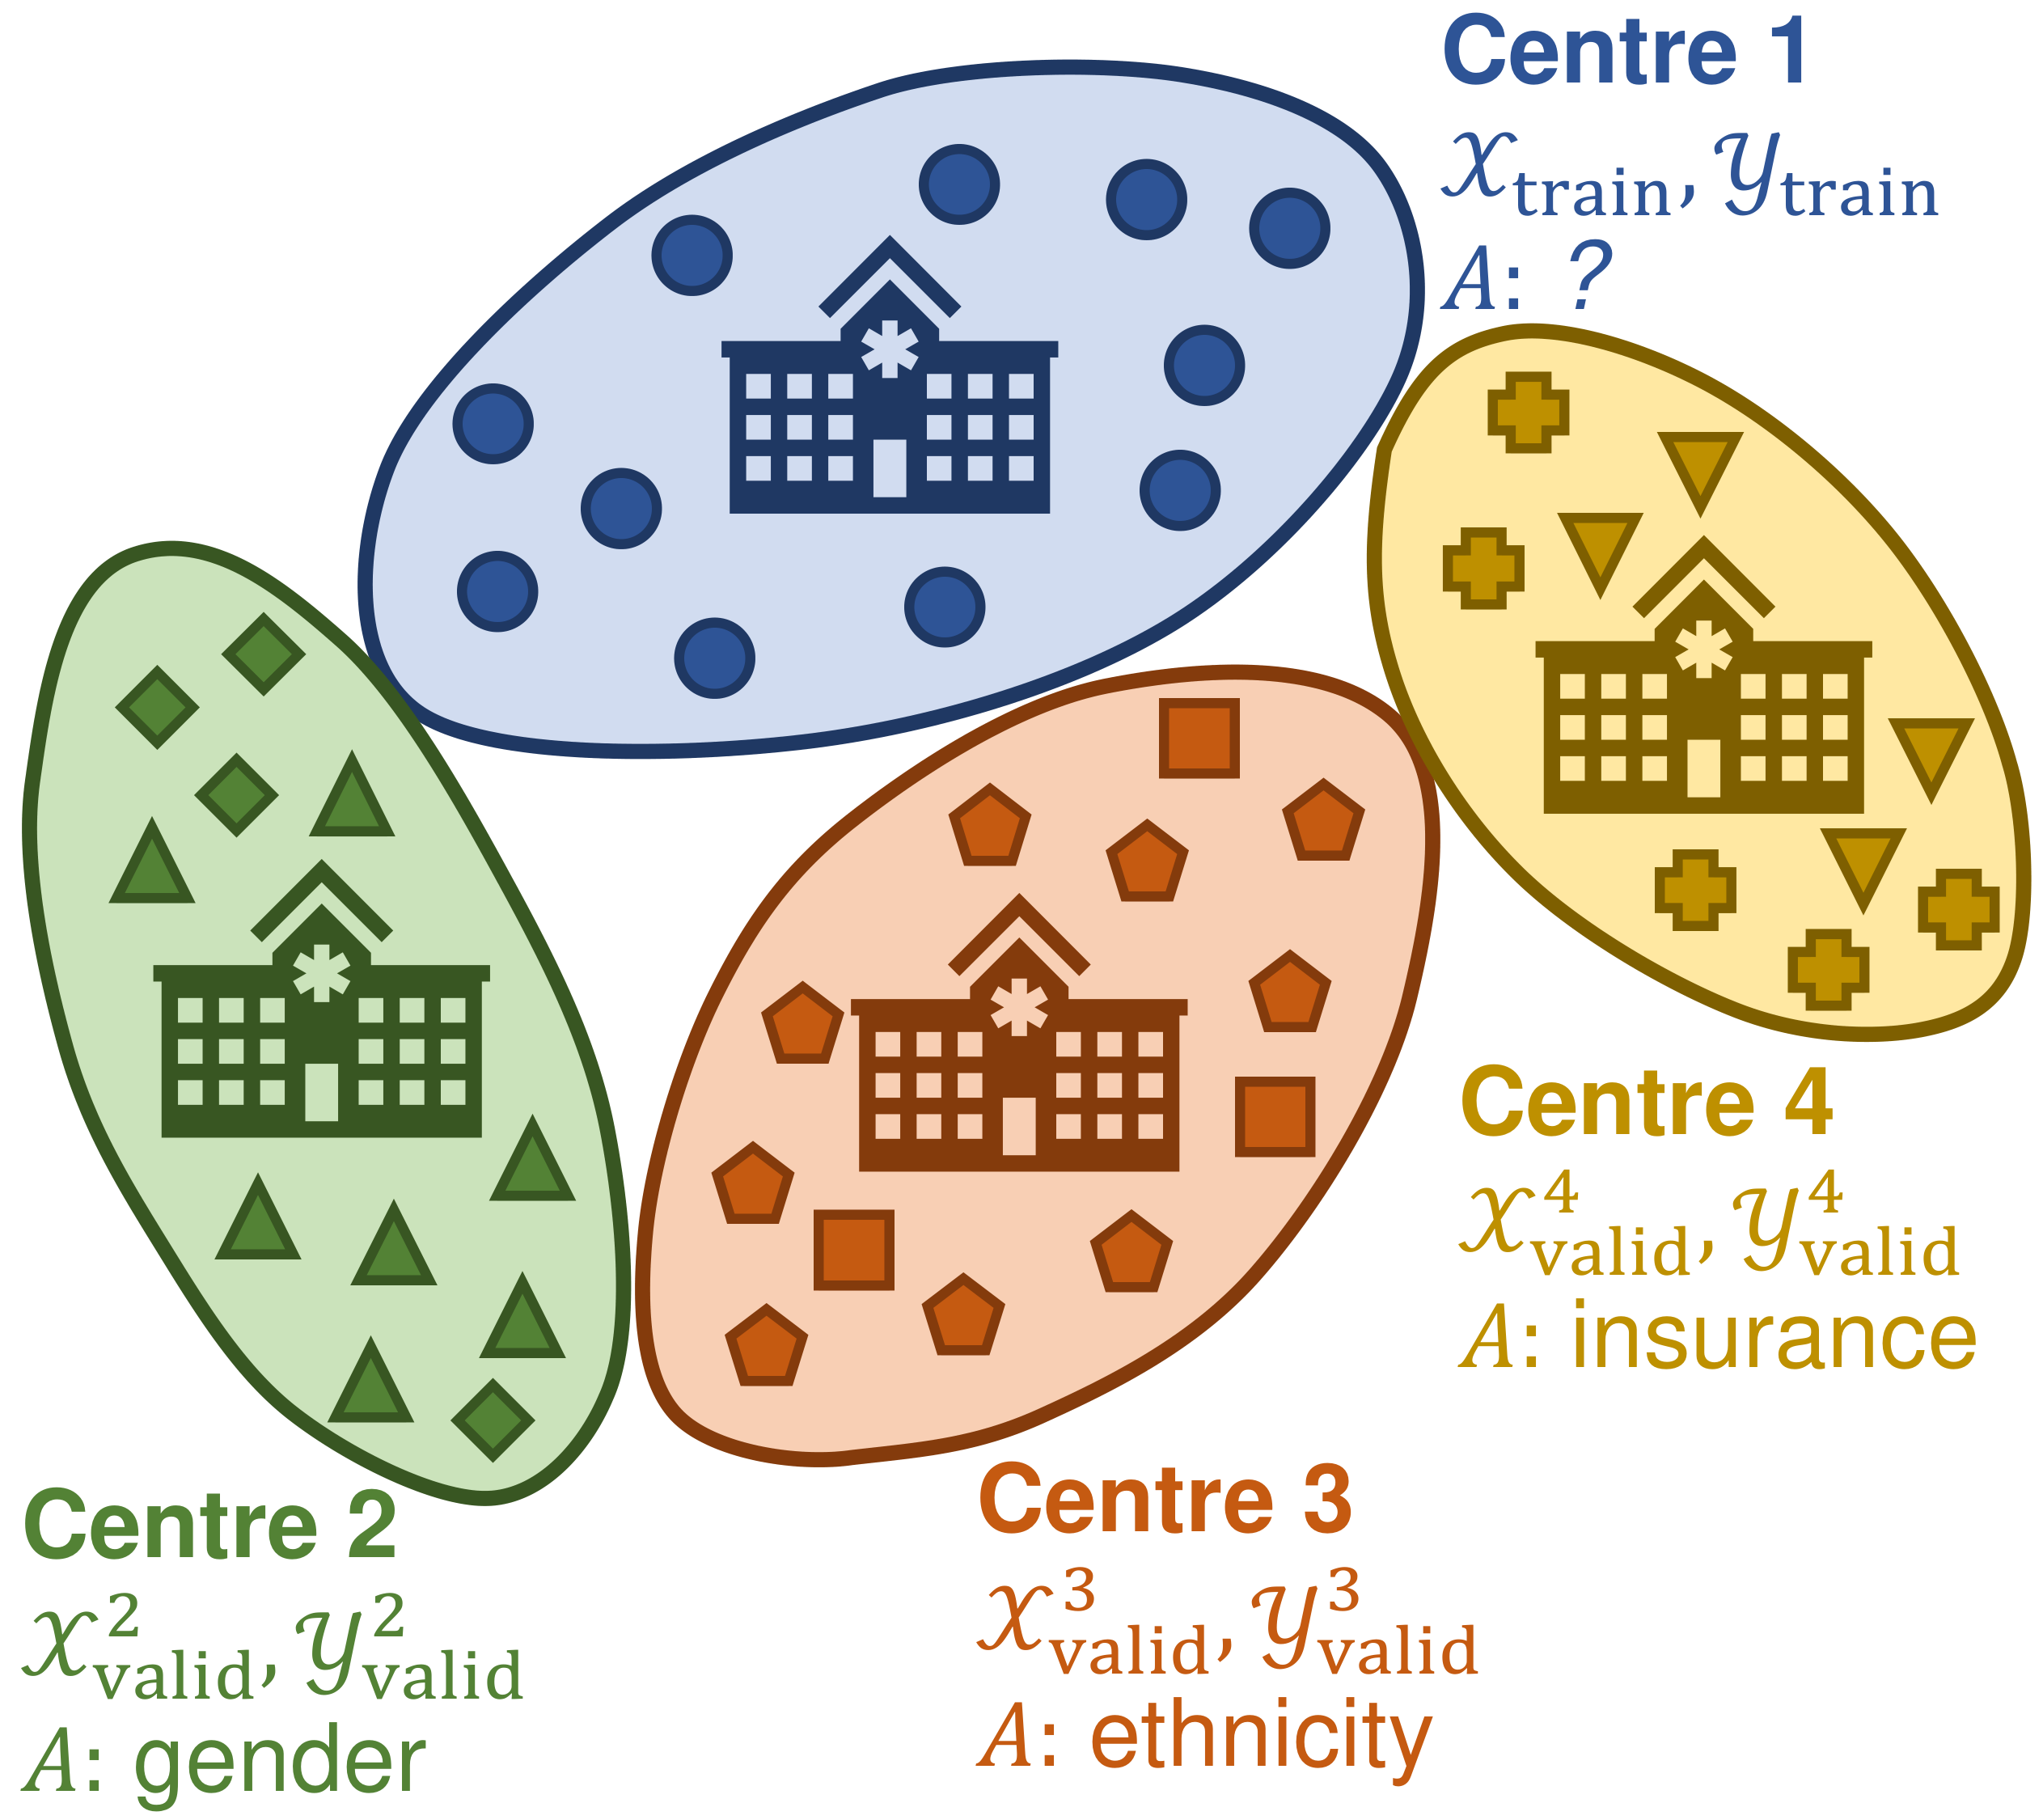 Centre 1
𝒳train, 𝒴train
A: ?
Centre 4
𝒳⁴valid, 𝒴⁴valid
A: insurance
Centre 3
𝒳³valid, 𝒴³valid
A: ethnicity
Centre 2
𝒳²valid, 𝒴²valid
A: gender